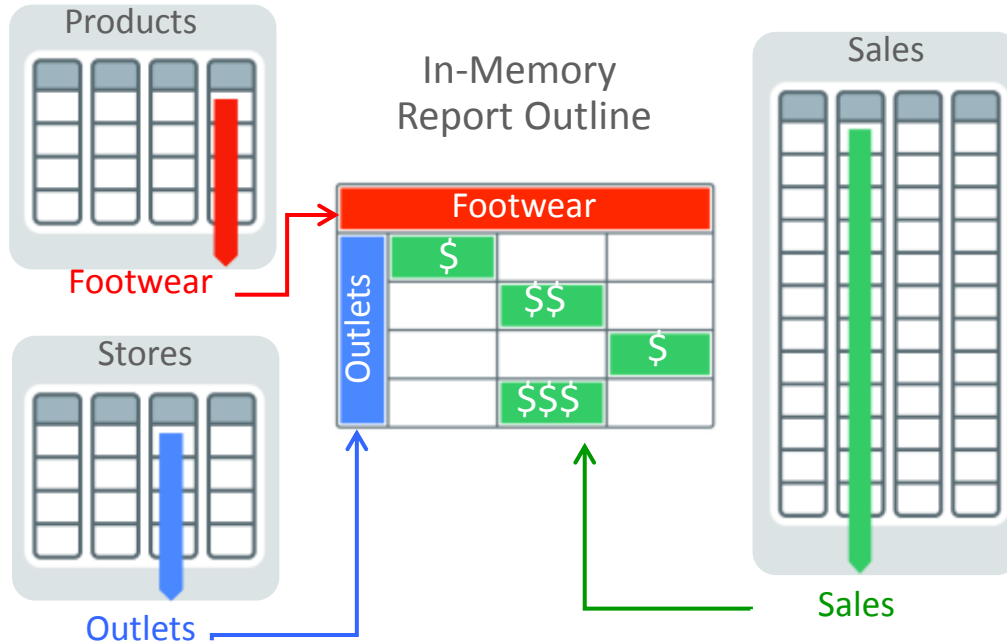 Products
In-Memory
Report Outline
Sales
Footwear
$
$$
$
$$$
Outlets
Footwear
Stores
Outlets
Sales